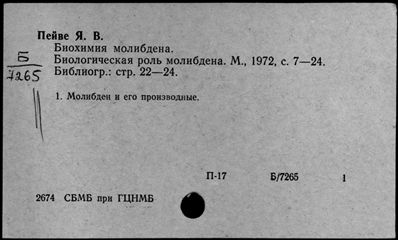 Пейве Я. В.
Биохимия молибдена.
Биологическая роль молибдена. М., 1972, с. 7—24.
Библиогр.: стр. 22—24.
Б
7265
1. Молибден и его производные.
П-17 Б/7265 1
2674 СБМБ при ГЦНМБ